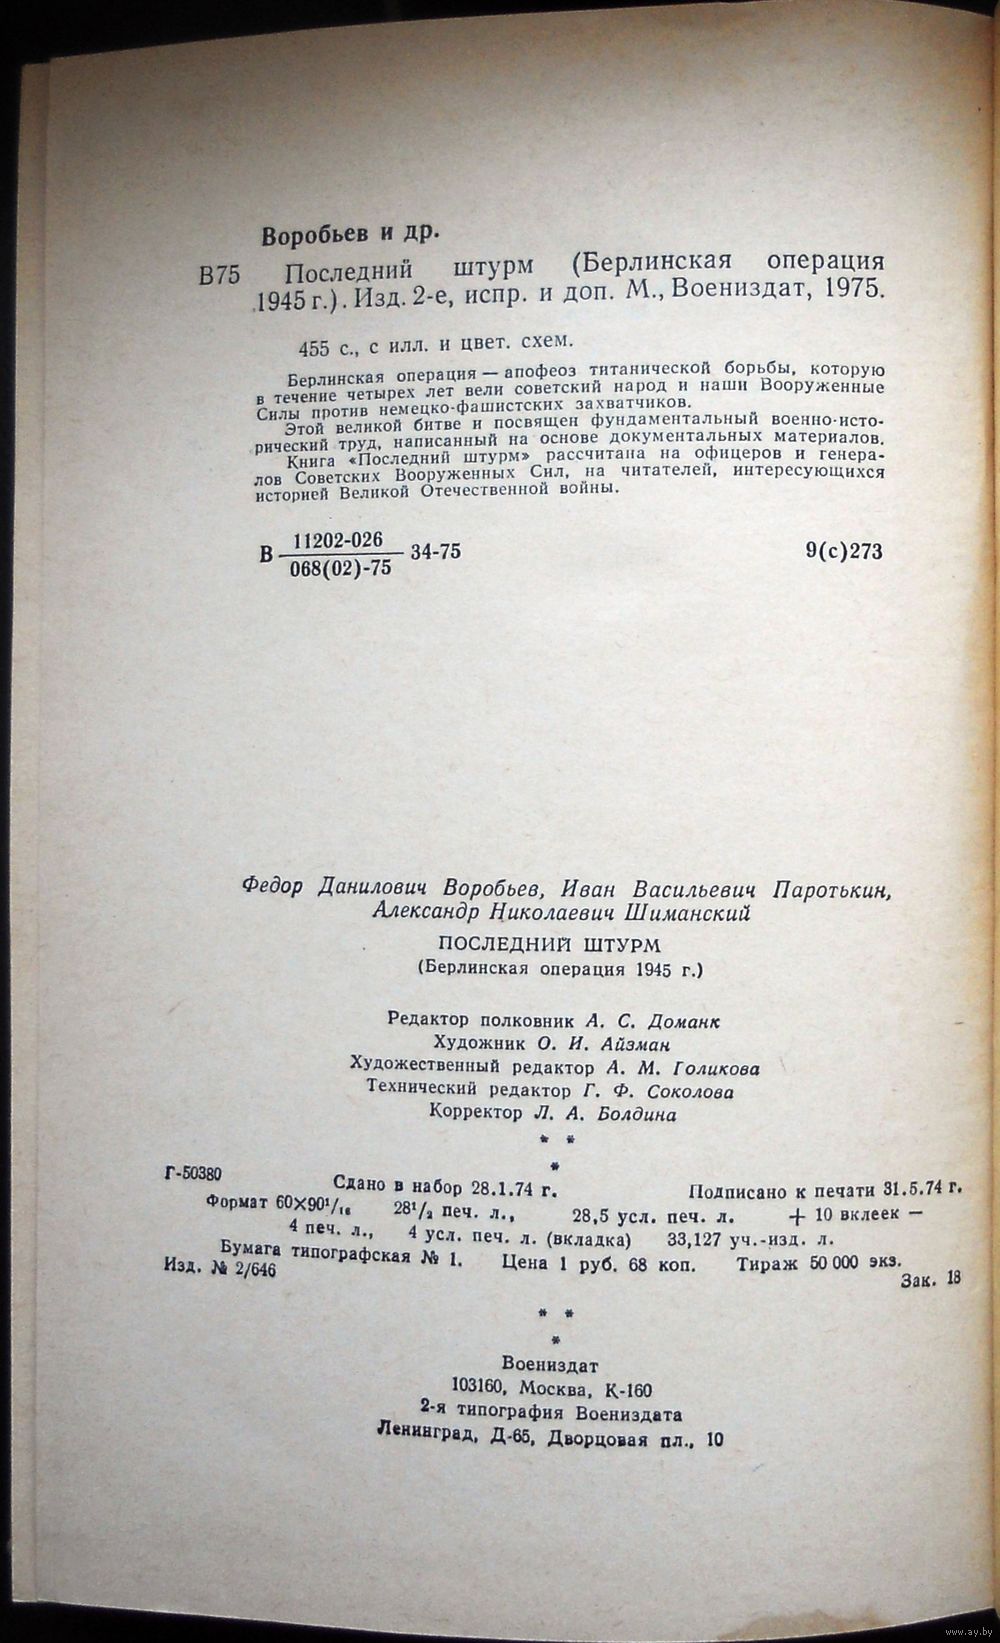 Воробьев и др.
В75 Последний штурм (Берлинская операция
1945 г.). Изд. 2-е, испр. и доп. М., Воениздат, 1975.
455 с., с илл. и цвет. схем.
Берлинская операция — апофеоз титанической борьбы, которую
в течение четырех лет вели советский народ и наши Вооруженные
Силы против немецко-фашистских захватчиков.
Этой великой битве и посвящен фундаментальный военно-исто-
рический труд, написанный на основе документальных материалов.
Книга «Последний штурм» рассчитана на офицеров и генера-
лов Советских Вооруженных Сил, на читателей, интересующихся
историей Великой Отечественной войны.
11202-026
В 34-75 9(с)273
068(02)-75
Федор Данилович Воробьев, Иван Васильевич Паротькин,
Александр Николаевич Шиманский
ПОСЛЕДНИЙ ШТУРМ
(Берлинская операция 1945 г.)
Редактор полковник А. С. Доманк
Художник О. И. Айзман
Художественный редактор А. М. Голикова
Технический редактор Г. Ф. Соколова
Корректор Л. А. Болдина
* *
*
Г-50380 Сдано в набор 28.1.74 г. Подписано к печати 31.5.74 г.
Формат 60×90¹/₁₆ 28¹/₂ печ. л., 28,5 усл. печ. л. + 10 вклеек —
4 печ. л., 4 усл. печ. л. (вкладка) 33,127 уч.-изд. л.
Бумага типографская № 1. Цена 1 руб. 68 коп. Тираж 50 000 экз.
Изд. № 2/646 Зак. 18
* *
*
Воениздат
103160, Москва, К-160
2-я типография Воениздата
Ленинград, Д-65, Дворцовая пл., 10
www.ay.by